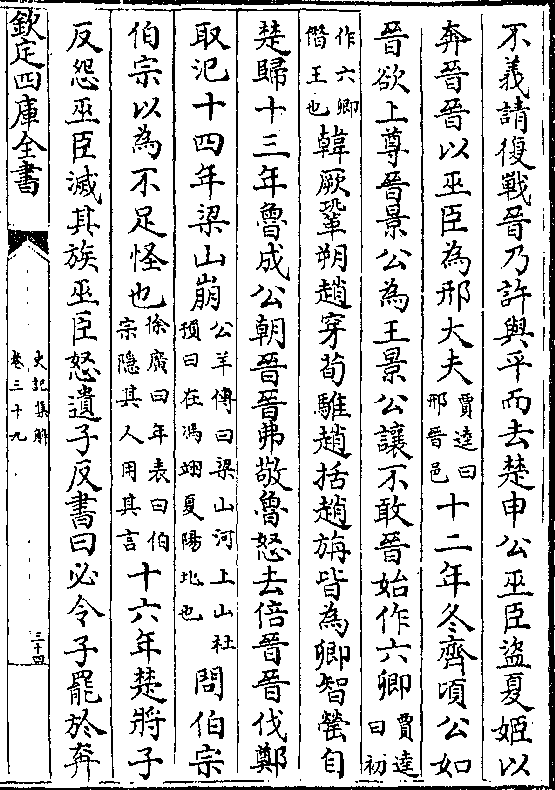 不義請復戰晉乃許與平而去楚申公巫臣盜夏姬以
奔晉晉以巫臣為邢大夫賈逵曰邢晉邑十二年冬齊頃公如
晉欲上尊晉景公為王景公讓不敢晉始作六卿賈逵曰初
作六卿僭王也韓厥鞏朔趙穿荀騅趙括趙旃皆為卿智罃自
楚歸十三年魯成公朝晉晉弗敬魯怒去倍晉晉伐鄭
取汜十四年梁山崩公羊傳曰梁山河上山杜預曰在馮翊夏陽北也問伯宗
伯宗以為不足怪也徐廣曰年表曰伯宗隱其人用其言十六年楚將子
反怨巫臣滅其族巫臣怒遺子反書曰必令子罷於奔
欽定四庫全書
史記集解
卷三十九
三十四